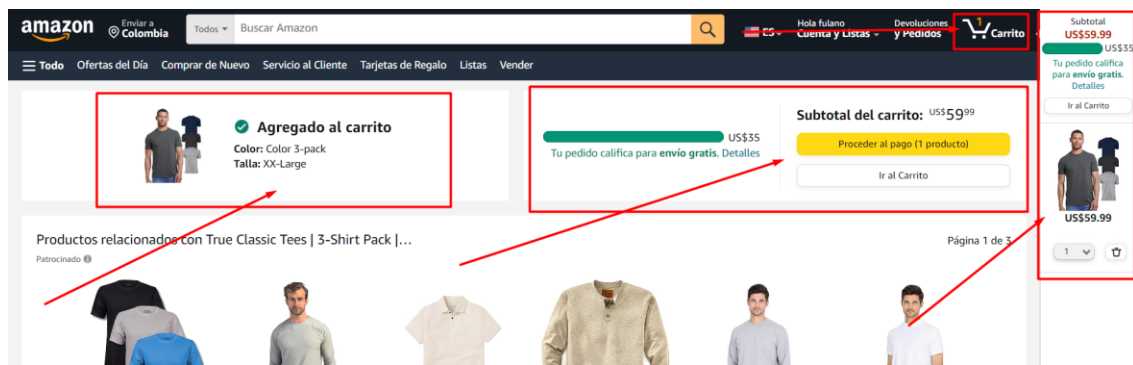 amazon
Enviar a
Colombia
Todos
Buscar Amazon
ES
Hola fulano
Cuenta y Listas
Devoluciones
y Pedidos
1
Carrito
Todo Ofertas del Día Comprar de Nuevo Servicio al Cliente Tarjetas de Regalo Listas Vender
Agregado al carrito
Color: Color 3-pack
Talla: XX-Large
US$35
Tu pedido califica para envío gratis. Detalles
Subtotal del carrito: US$5999
Proceder al pago (1 producto)
Ir al Carrito
Productos relacionados con True Classic Tees | 3-Shirt Pack |...
Página 1 de 3
Patrocinado
Subtotal
US$59.99
US$35
Tu pedido califica
para envío gratis.
Detalles
Ir al Carrito
US$59.99
1